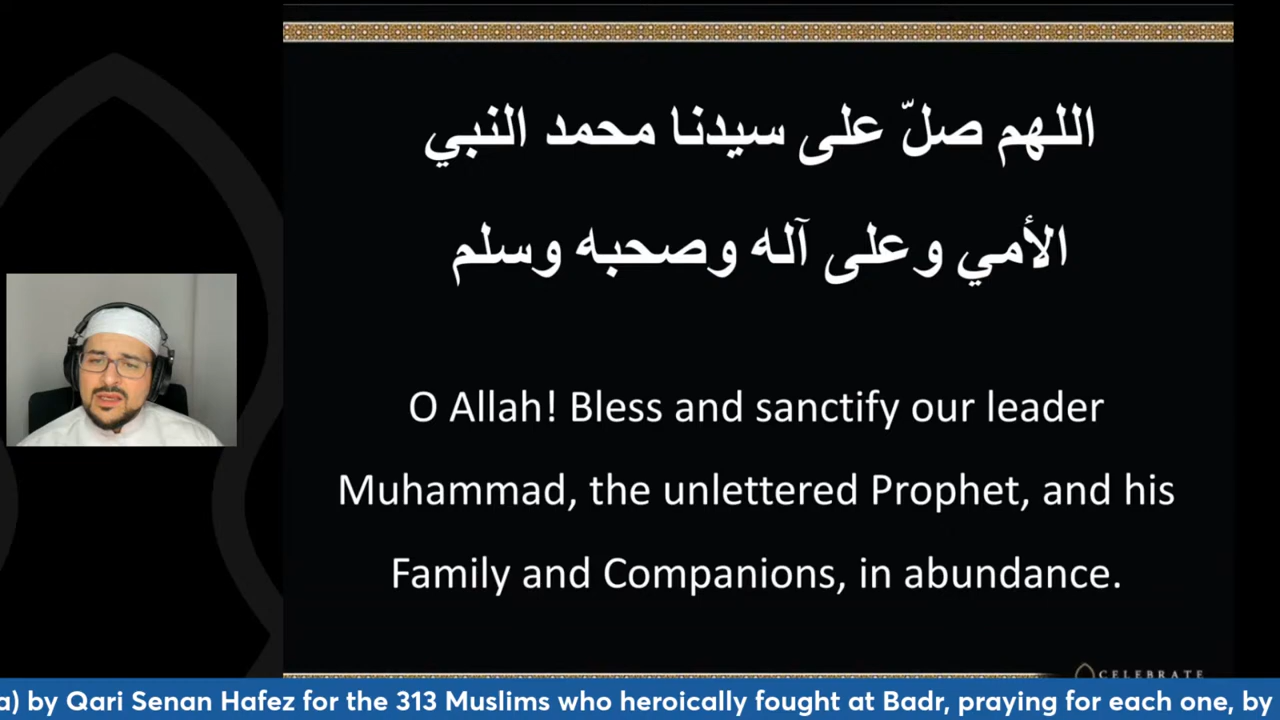 اللهم صلّ على سيدنا محمد النبي
الأمي وعلى آله وصحبه وسلم
O Allah! Bless and sanctify our leader
Muhammad, the unlettered Prophet, and his
Family and Companions, in abundance.
CELEBRATE
a) by Qari Senan Hafez for the 313 Muslims who heroically fought at Badr, praying for each one, by